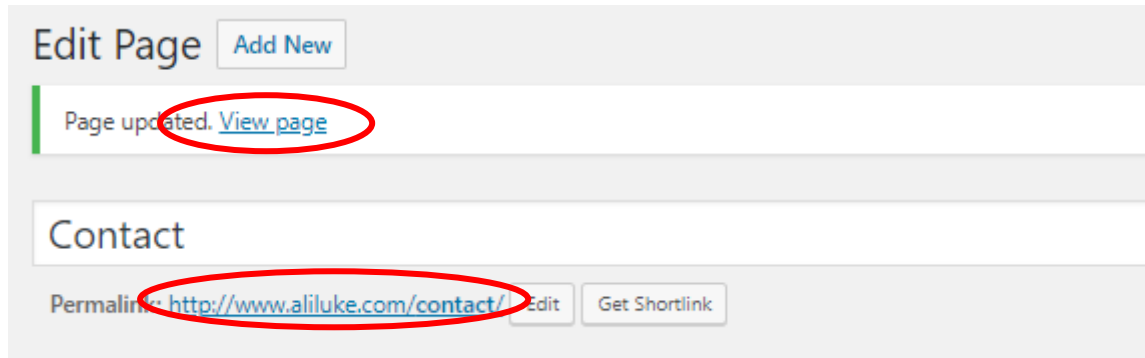 Edit Page Add New
Page updated. View page
Contact
Permalink: http://www.aliluke.com/contact/ Edit Get Shortlink